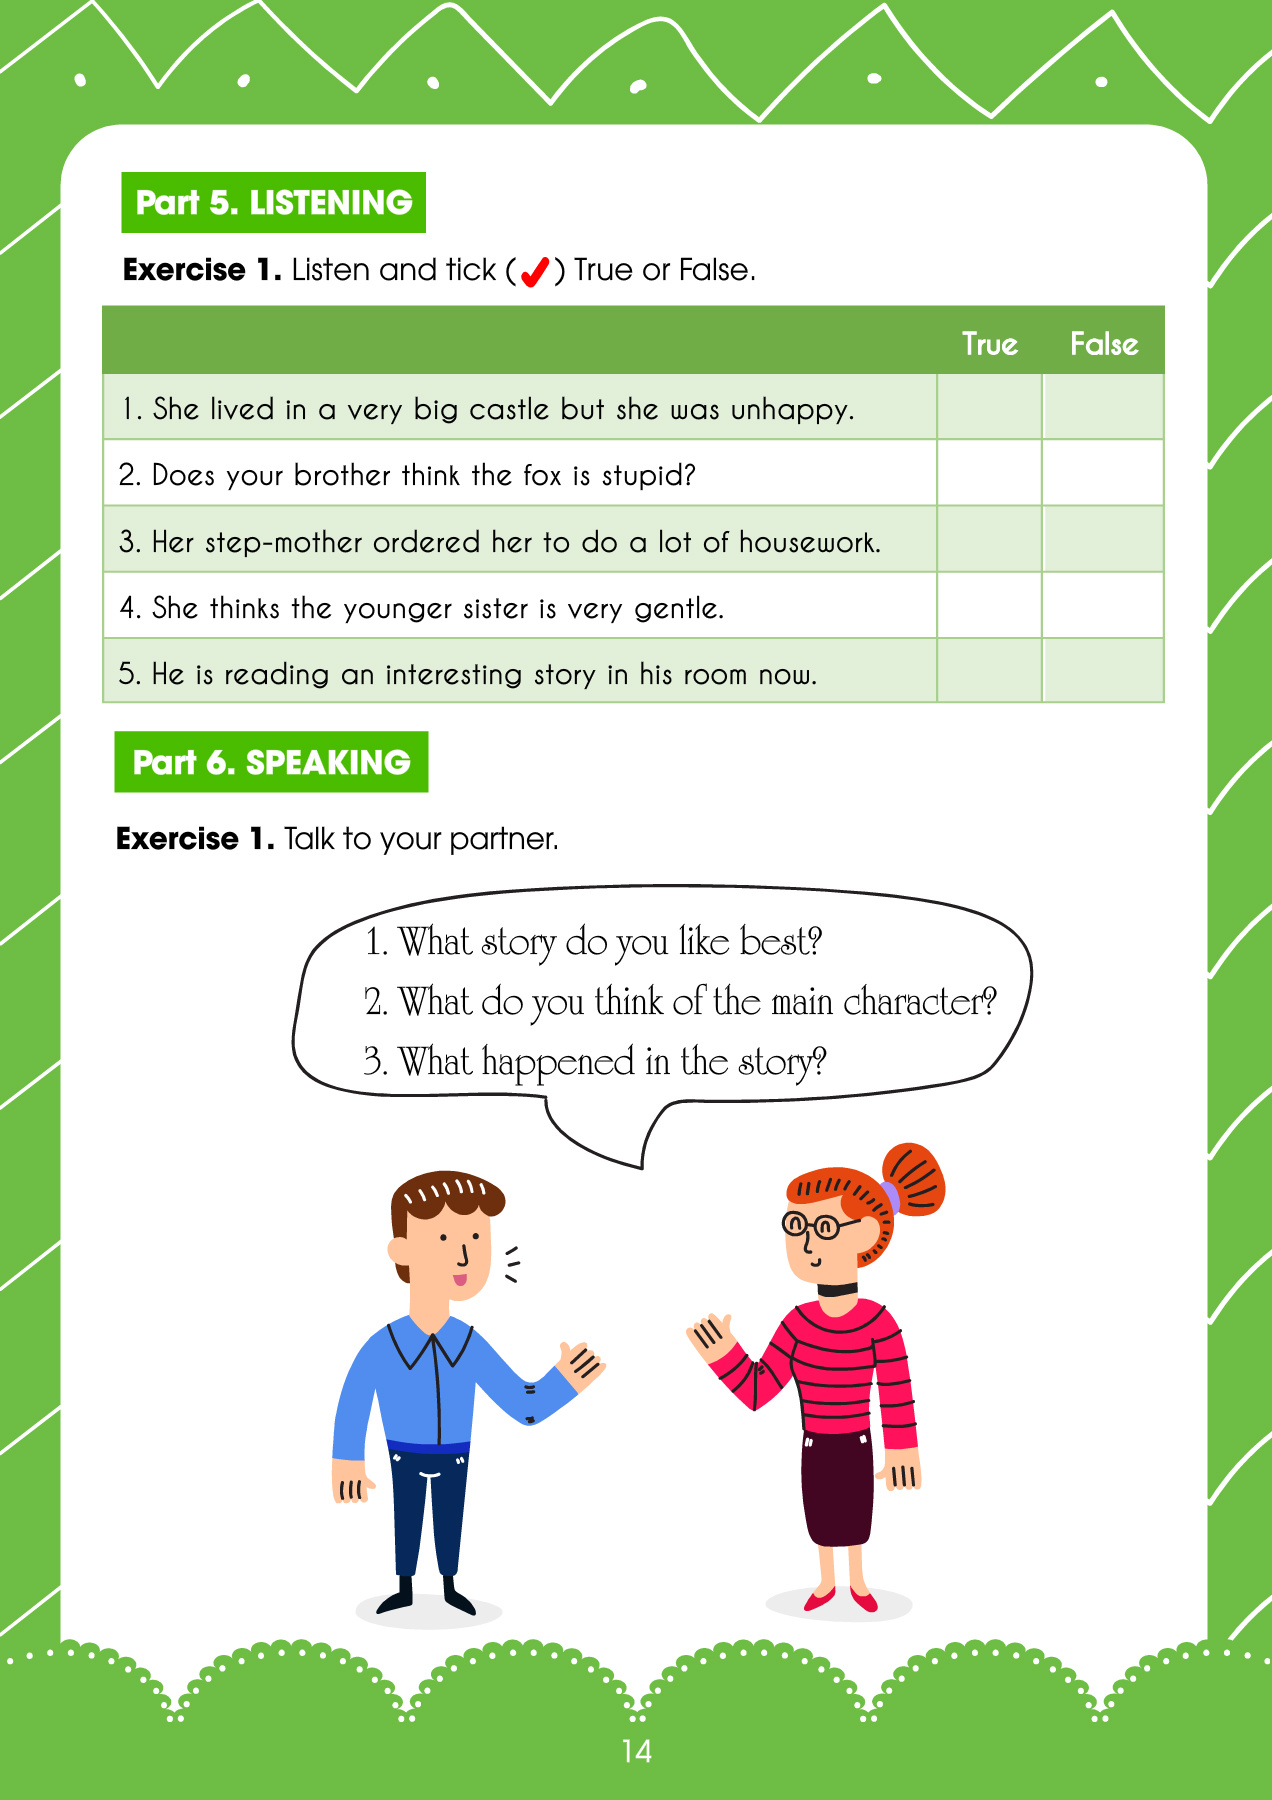 Part 5. LISTENING
Exercise 1. Listen and tick (✓) True or False.
True False
1. She lived in a very big castle but she was unhappy.
2. Does your brother think the fox is stupid?
3. Her step-mother ordered her to do a lot of housework.
4. She thinks the younger sister is very gentle.
5. He is reading an interesting story in his room now.
Part 6. SPEAKING
Exercise 1. Talk to your partner.
1. What story do you like best?
2. What do you think of the main character?
3. What happened in the story?
14